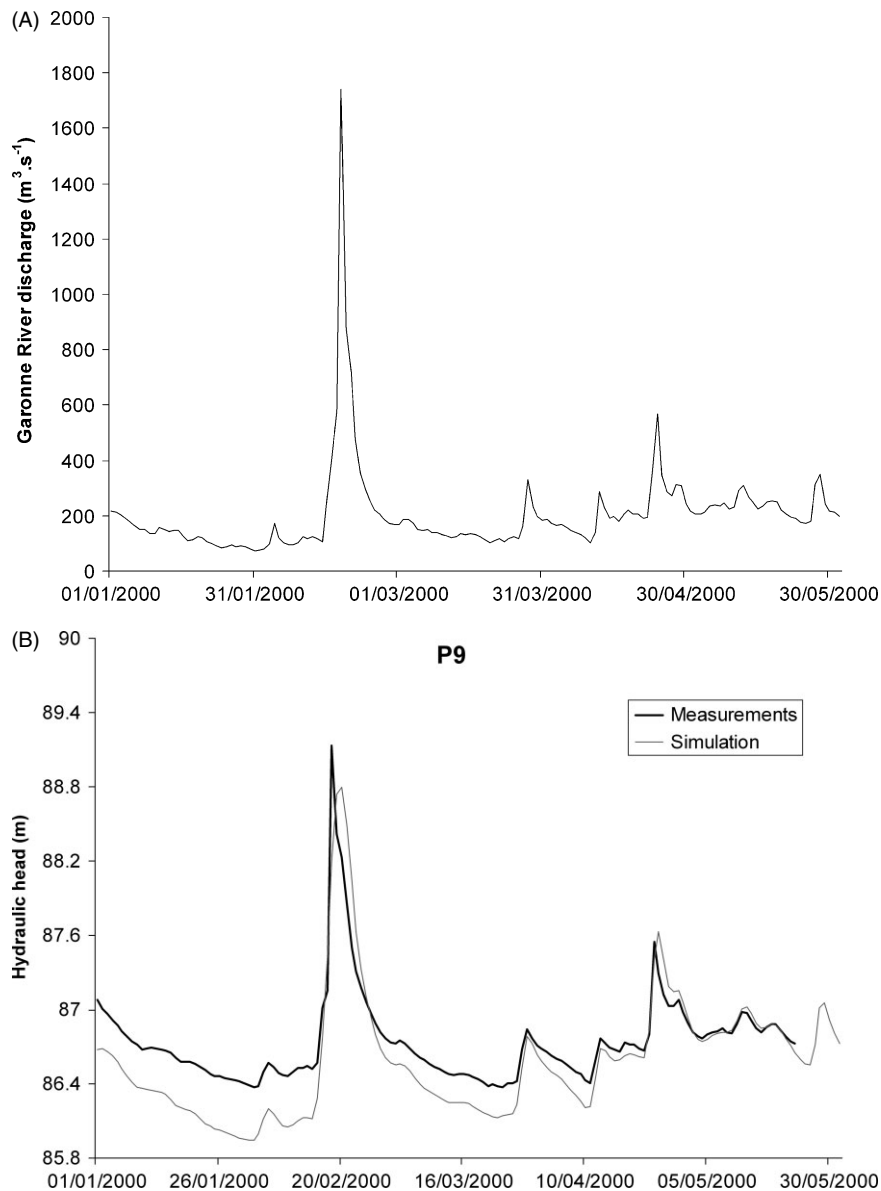 (A)
Garonne River discharge (m³.s⁻¹)
2000
1800
1600
1400
1200
1000
800
600
400
200
0
01/01/2000 31/01/2000 01/03/2000 31/03/2000 30/04/2000 30/05/2000
(B)
P9
Hydraulic head (m)
90
89.4
88.8
88.2
87.6
87
86.4
85.8
Measurements
Simulation
01/01/2000 26/01/2000 20/02/2000 16/03/2000 10/04/2000 05/05/2000 30/05/2000